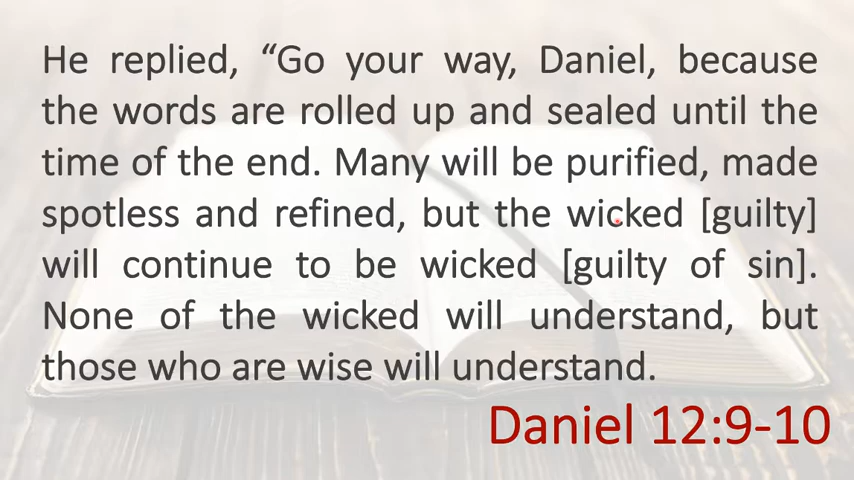 He replied, “Go your way, Daniel, because
the words are rolled up and sealed until the
time of the end. Many will be purified, made
spotless and refined, but the wicked [guilty]
will continue to be wicked [guilty of sin].
None of the wicked will understand, but
those who are wise will understand.
Daniel 12:9-10